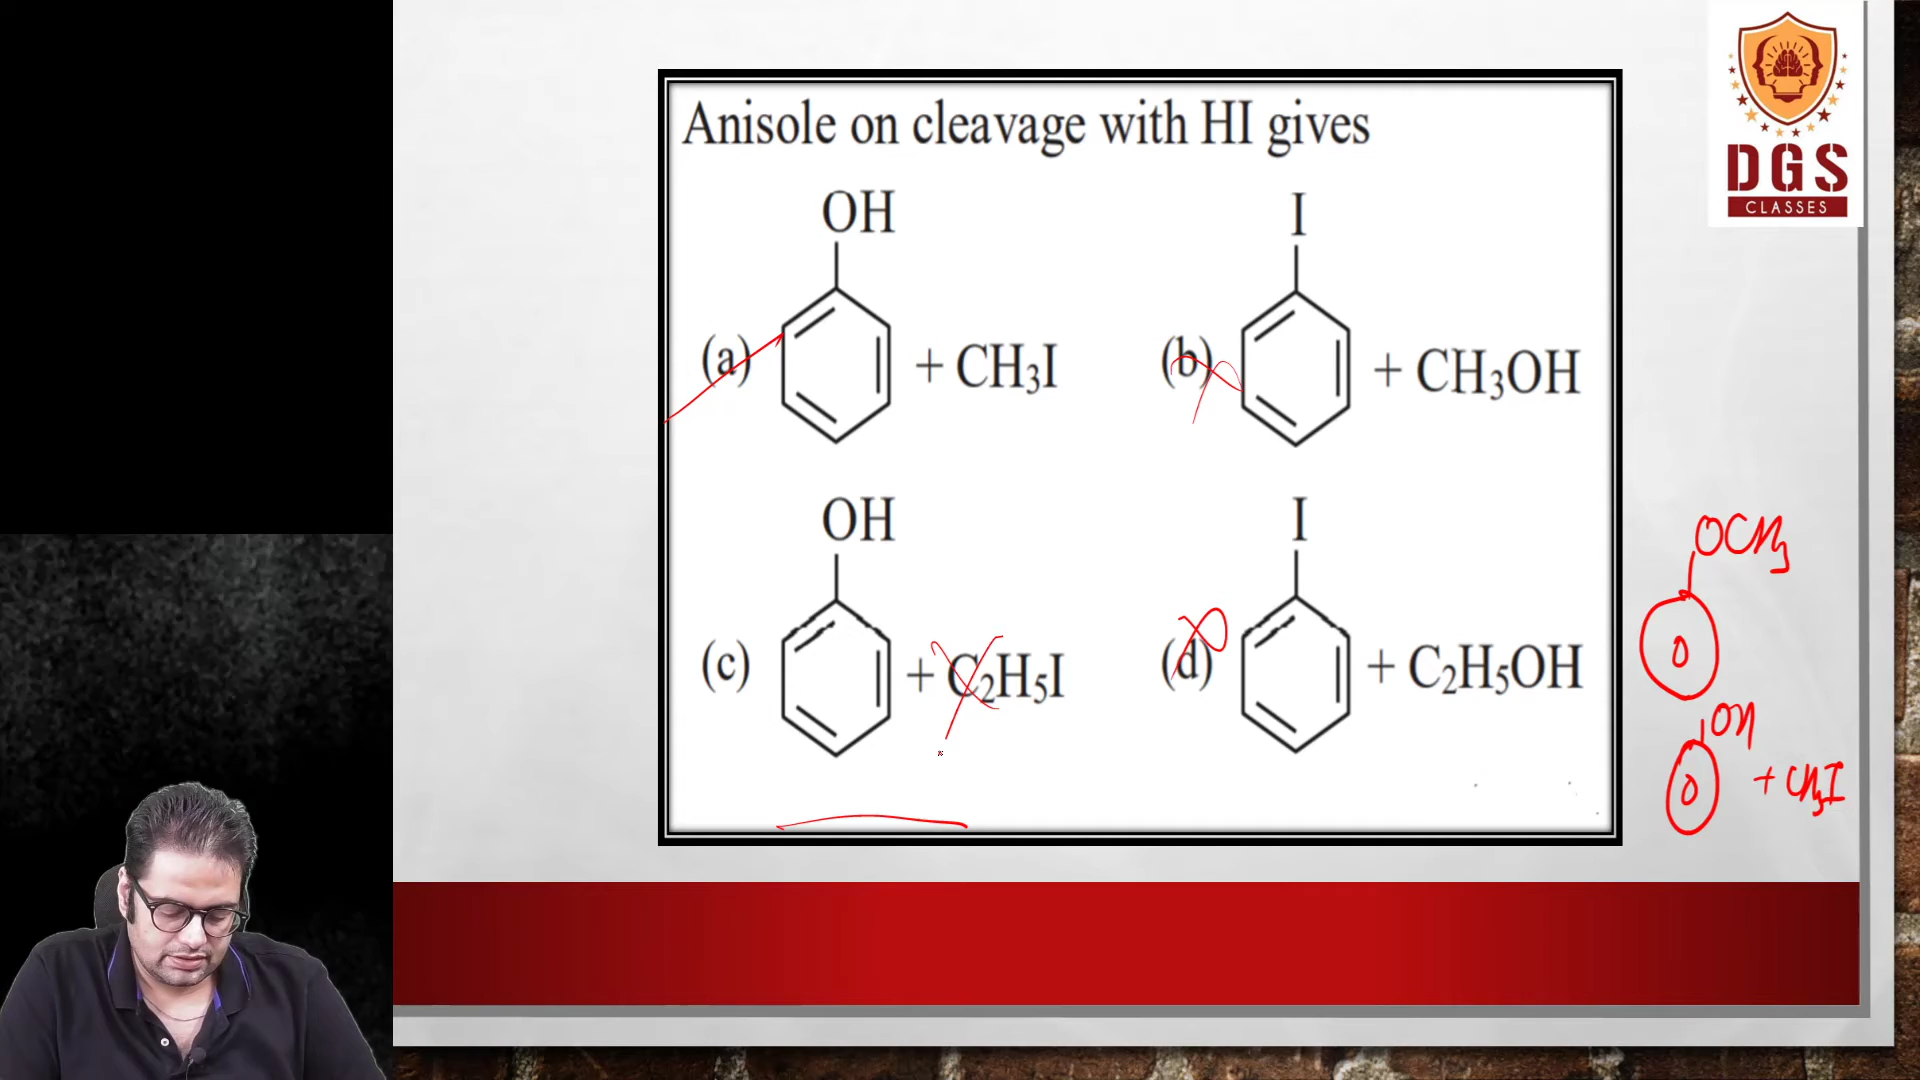 Anisole on cleavage with HI gives
OH
(a) + CH₃I
I
(b) + CH₃OH
OH
(c) + C₂H₅I
I
(d) + C₂H₅OH
DGS
CLASSES
OCH₃
OH
+ CH₃I